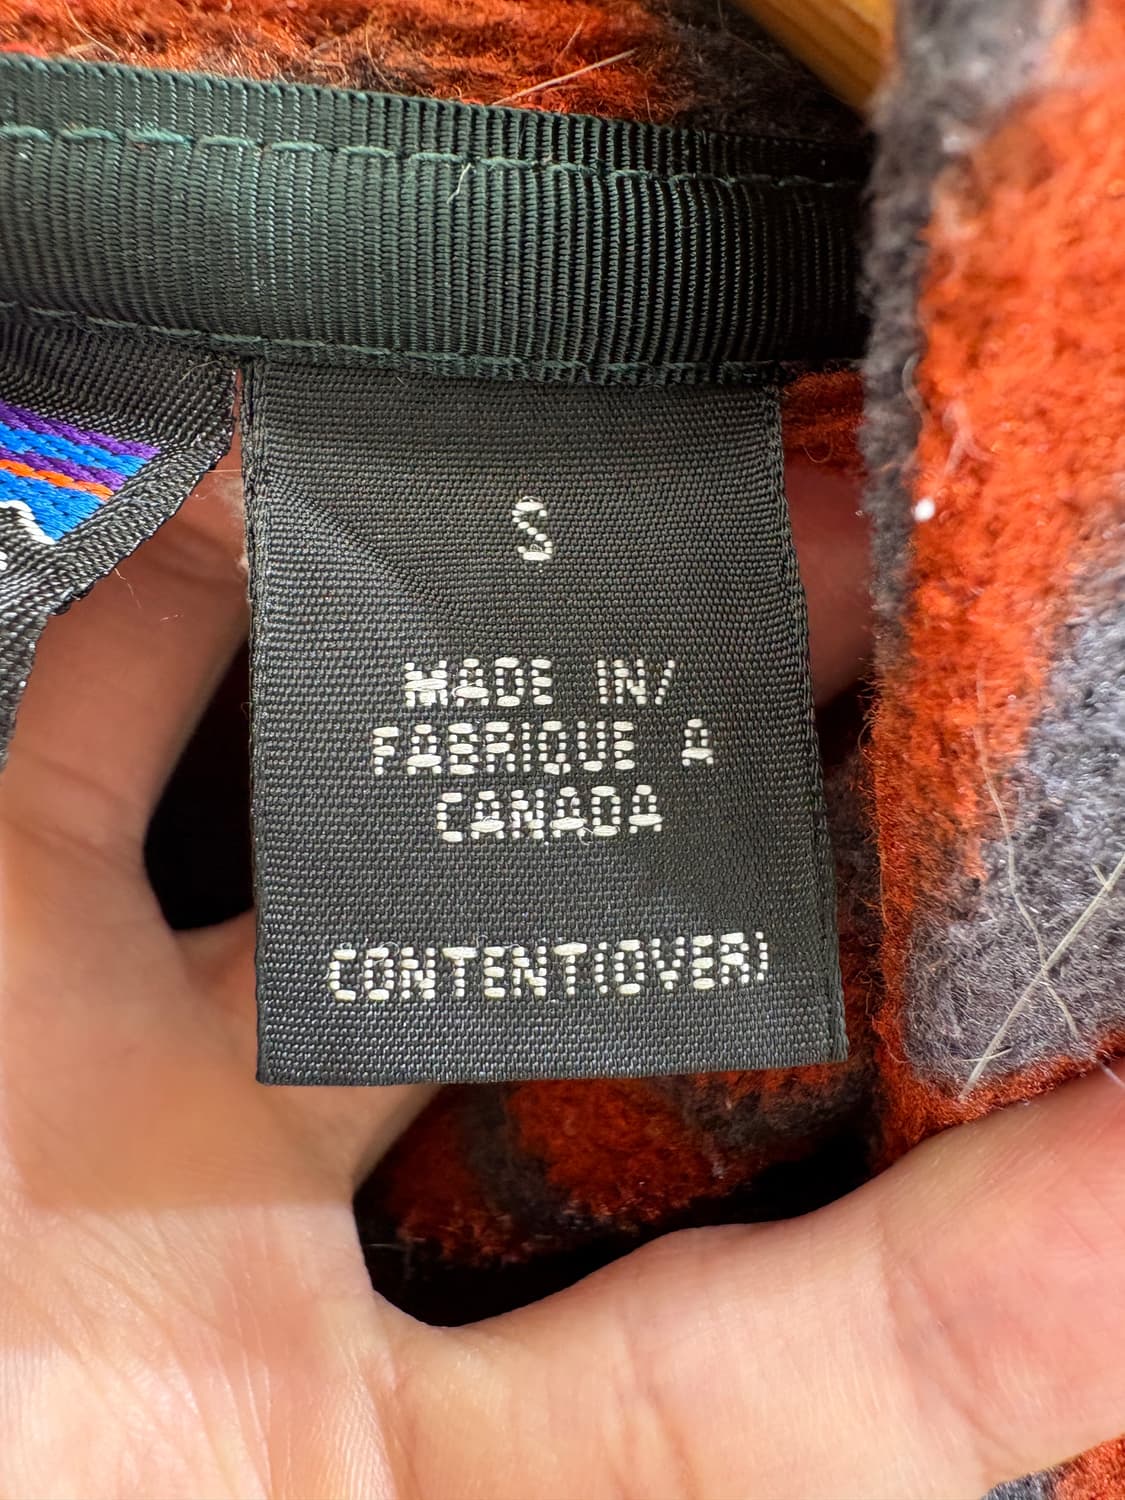 S
MADE IN/
FABRIQUE A
CANADA
CONTENT(OVER)